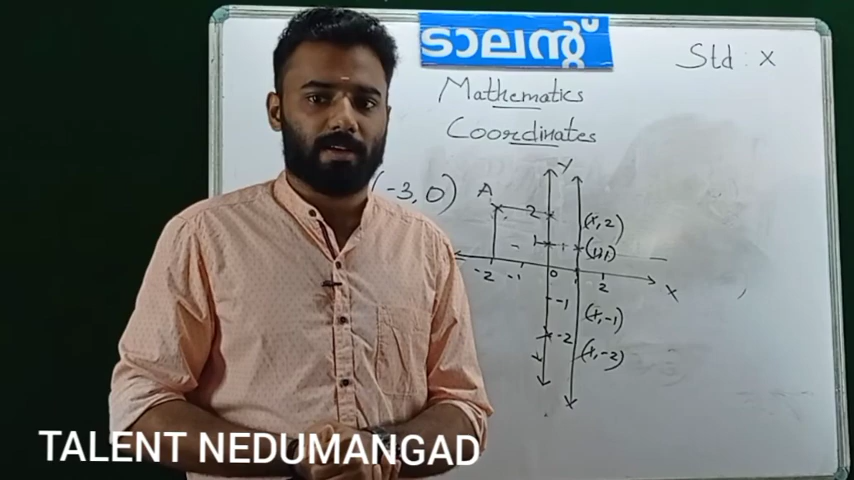 ടാലന്റ്
Std : X
Mathematics
Coordinates
(-3, 0)
A
Y
2
(x, 2)
1
1
(1,1)
-2 -1 0 1 2
X
-1
(x, -1)
-2
(x, -2)
TALENT NEDUMANGAD